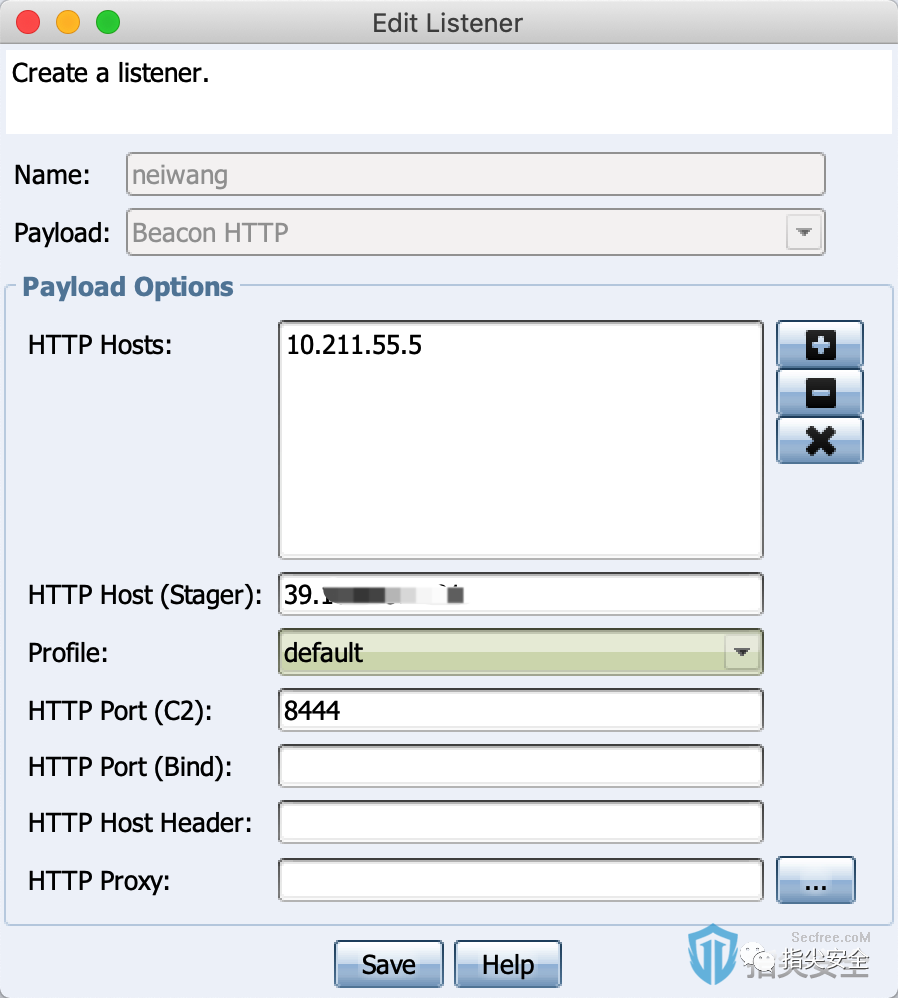 Edit Listener
Create a listener.
Name: neiwang
Payload: Beacon HTTP
Payload Options
HTTP Hosts: 10.211.55.5
HTTP Host (Stager): 39.1
Profile: default
HTTP Port (C2): 8444
HTTP Port (Bind):
HTTP Host Header:
HTTP Proxy:
...
Save Help
Secfree.coM
指尖安全